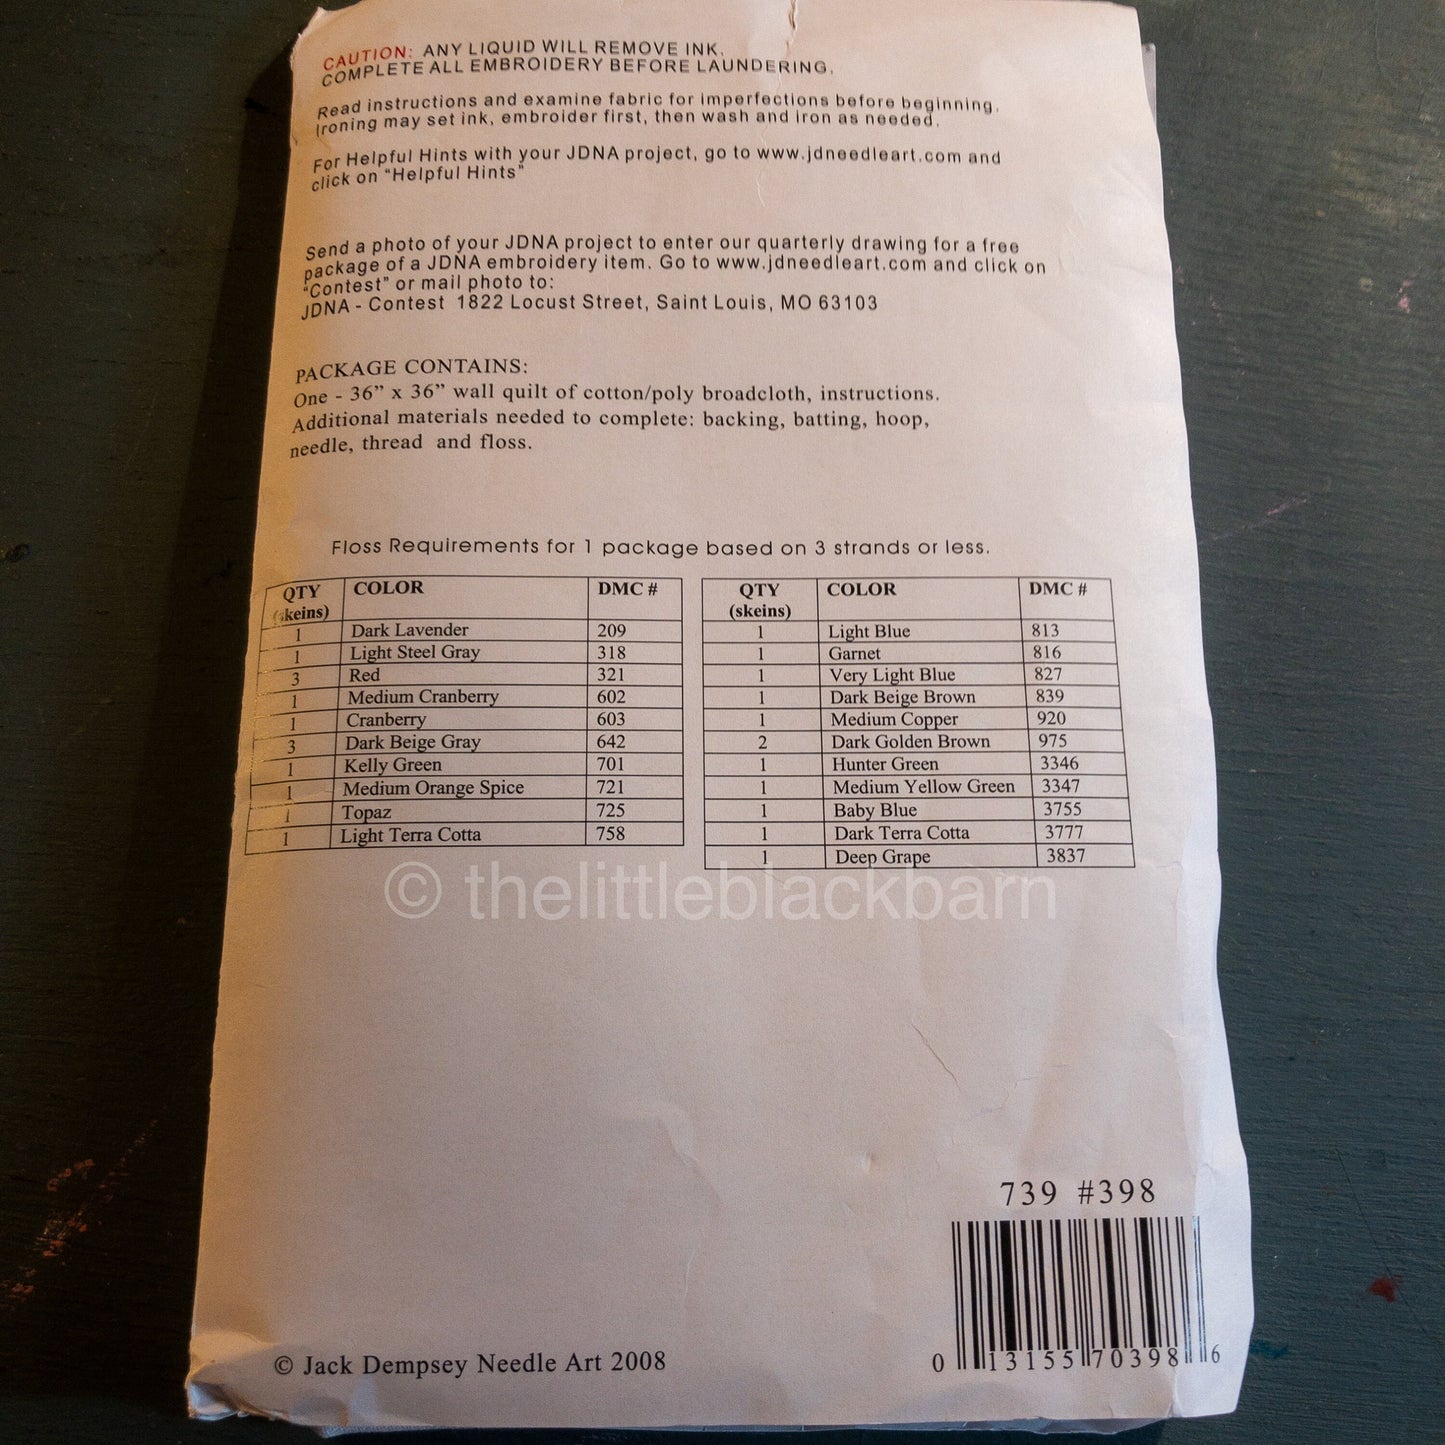 CAUTION: ANY LIQUID WILL REMOVE INK.
COMPLETE ALL EMBROIDERY BEFORE LAUNDERING.
Read instructions and examine fabric for imperfections before beginning.
Ironing may set ink, embroider first, then wash and iron as needed.
For Helpful Hints with your JDNA project, go to www.jdneedleart.com and
click on "Helpful Hints"
Send a photo of your JDNA project to enter our quarterly drawing for a free
package of a JDNA embroidery item. Go to www.jdneedleart.com and click on
"Contest" or mail photo to:
JDNA - Contest 1822 Locust Street, Saint Louis, MO 63103
PACKAGE CONTAINS:
One - 36" x 36" wall quilt of cotton/poly broadcloth, instructions.
Additional materials needed to complete: backing, batting, hoop,
needle, thread and floss.
Floss Requirements for 1 package based on 3 strands or less.
QTY (skeins) COLOR DMC #
1 Dark Lavender 209
1 Light Steel Gray 318
3 Red 321
1 Medium Cranberry 602
1 Cranberry 603
3 Dark Beige Gray 642
1 Kelly Green 701
1 Medium Orange Spice 721
1 Topaz 725
1 Light Terra Cotta 758
QTY (skeins) COLOR DMC #
1 Light Blue 813
1 Garnet 816
1 Very Light Blue 827
1 Dark Beige Brown 839
1 Medium Copper 920
2 Dark Golden Brown 975
1 Hunter Green 3346
1 Medium Yellow Green 3347
1 Baby Blue 3755
1 Dark Terra Cotta 3777
1 Deep Grape 3837
© thelittleblackbarn
739 #398
0 13155 70398 6
© Jack Dempsey Needle Art 2008